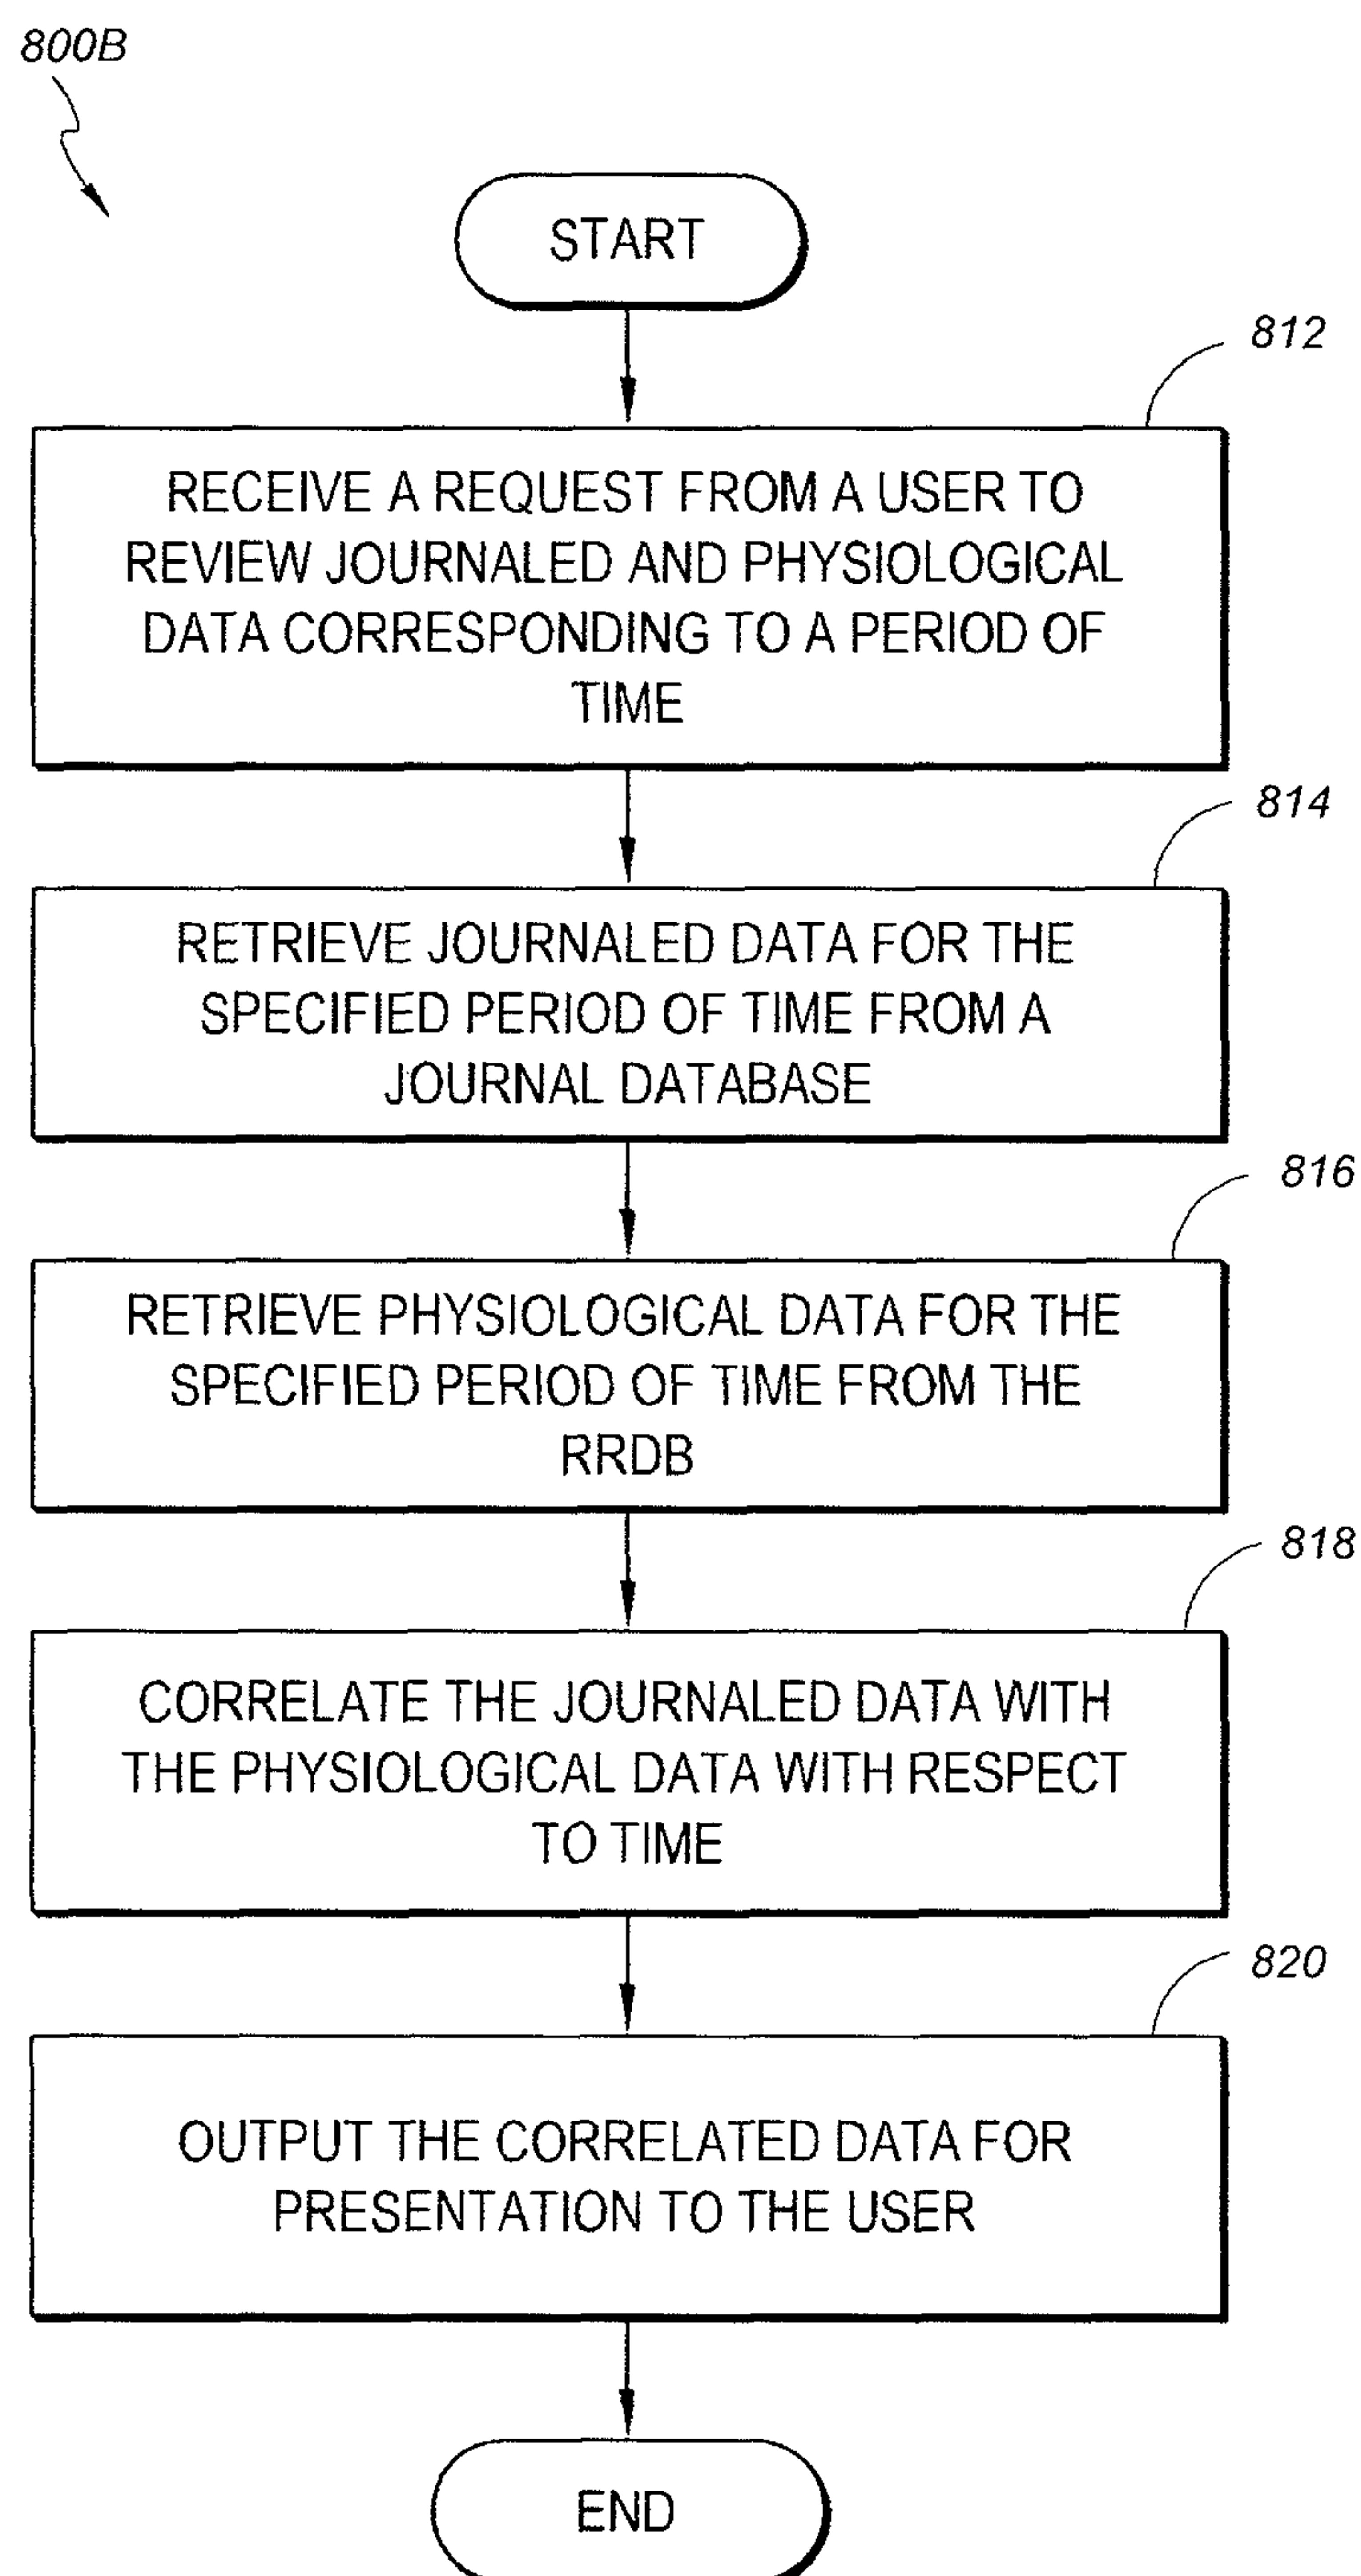 800B
START
812
RECEIVE A REQUEST FROM A USER TO
REVIEW JOURNALED AND PHYSIOLOGICAL
DATA CORRESPONDING TO A PERIOD OF
TIME
814
RETRIEVE JOURNALED DATA FOR THE
SPECIFIED PERIOD OF TIME FROM A
JOURNAL DATABASE
816
RETRIEVE PHYSIOLOGICAL DATA FOR THE
SPECIFIED PERIOD OF TIME FROM THE
RRDB
818
CORRELATE THE JOURNALED DATA WITH
THE PHYSIOLOGICAL DATA WITH RESPECT
TO TIME
820
OUTPUT THE CORRELATED DATA FOR
PRESENTATION TO THE USER
END